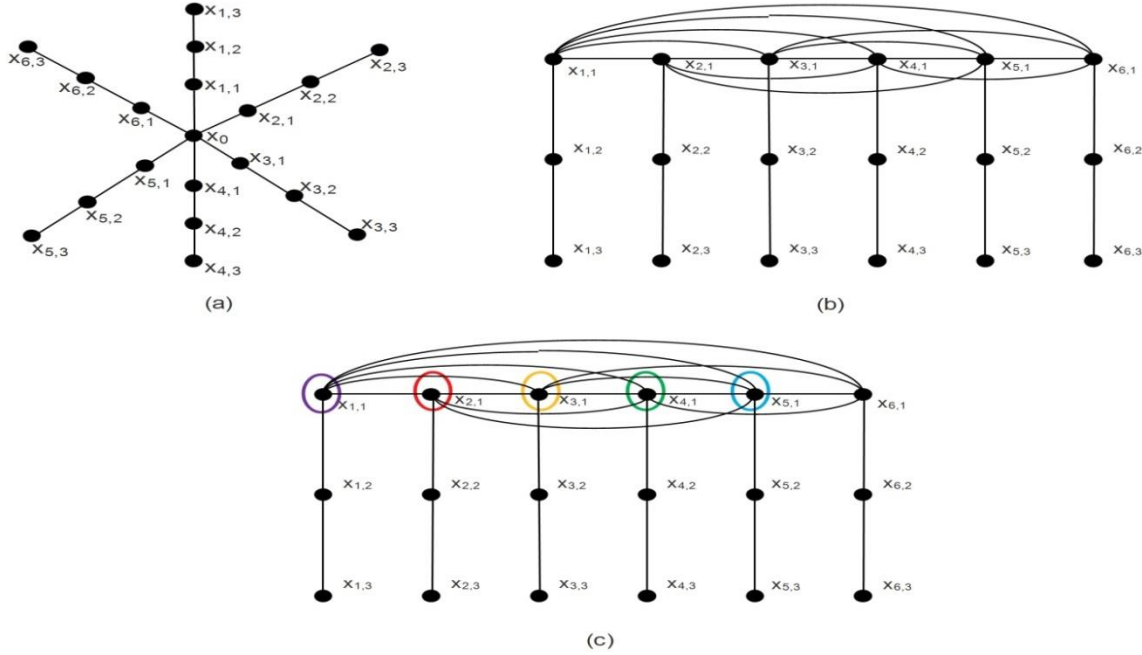 x1,3
x1,2
x1,1
x6,3
x6,2
x6,1
x2,3
x2,2
x2,1
x0
x3,1
x3,2
x3,3
x5,1
x5,2
x5,3
x4,1
x4,2
x4,3
(a)
x1,1 x2,1 x3,1 x4,1 x5,1 x6,1
x1,2 x2,2 x3,2 x4,2 x5,2 x6,2
x1,3 x2,3 x3,3 x4,3 x5,3 x6,3
(b)
x1,1 x2,1 x3,1 x4,1 x5,1 x6,1
x1,2 x2,2 x3,2 x4,2 x5,2 x6,2
x1,3 x2,3 x3,3 x4,3 x5,3 x6,3
(c)